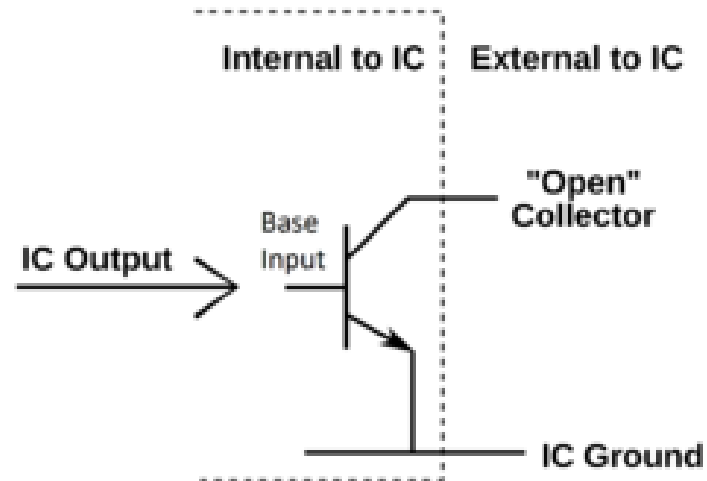 Internal to IC
External to IC
"Open"
Collector
Base
Input
IC Output
IC Ground